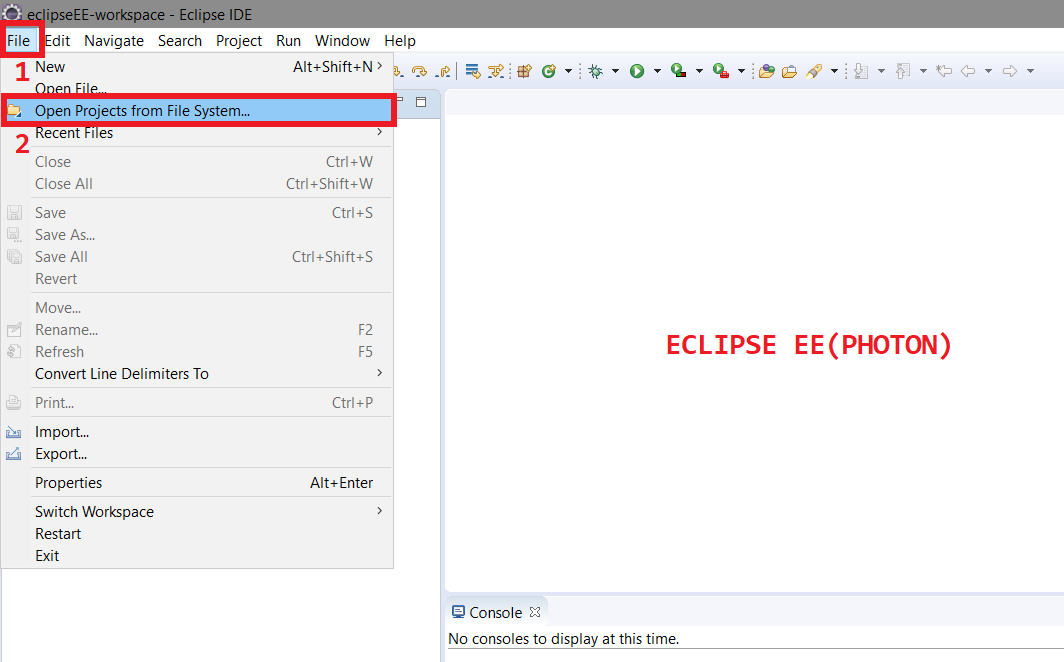 eclipseEE-workspace - Eclipse IDE
File Edit Navigate Search Project Run Window Help
1
New Alt+Shift+N
Open File...
Open Projects from File System...
2
Recent Files
Close Ctrl+W
Close All Ctrl+Shift+W
Save Ctrl+S
Save As...
Save All Ctrl+Shift+S
Revert
Move...
Rename... F2
Refresh F5
Convert Line Delimiters To
Print... Ctrl+P
Import...
Export...
Properties Alt+Enter
Switch Workspace
Restart
Exit
ECLIPSE EE(PHOTON)
Console
No consoles to display at this time.